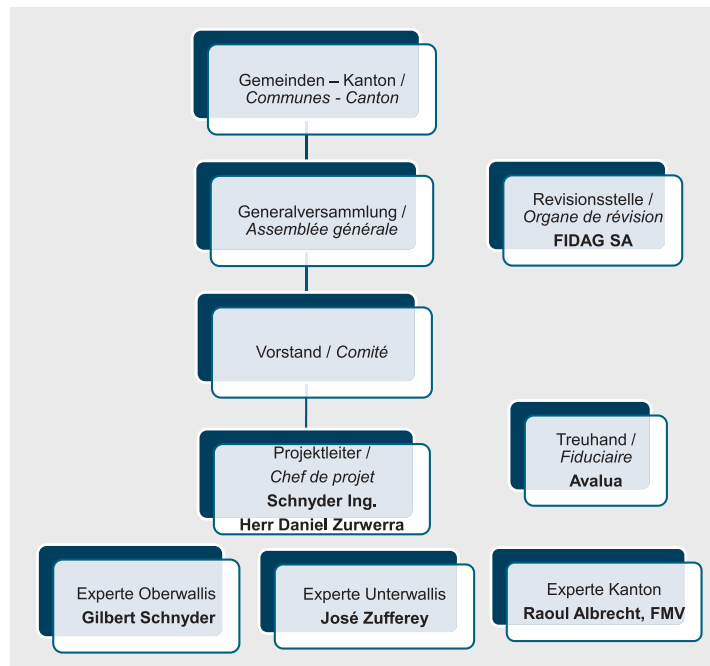 Gemeinden – Kanton /
Communes - Canton
Generalversammlung /
Assemblée générale
Revisionsstelle /
Organe de révision
FIDAG SA
Vorstand / Comité
Projektleiter /
Chef de projet
Schnyder Ing.
Herr Daniel Zurwerra
Treuhand /
Fiduciaire
Avalua
Experte Oberwallis
Gilbert Schnyder
Experte Unterwallis
José Zufferey
Experte Kanton
Raoul Albrecht, FMV